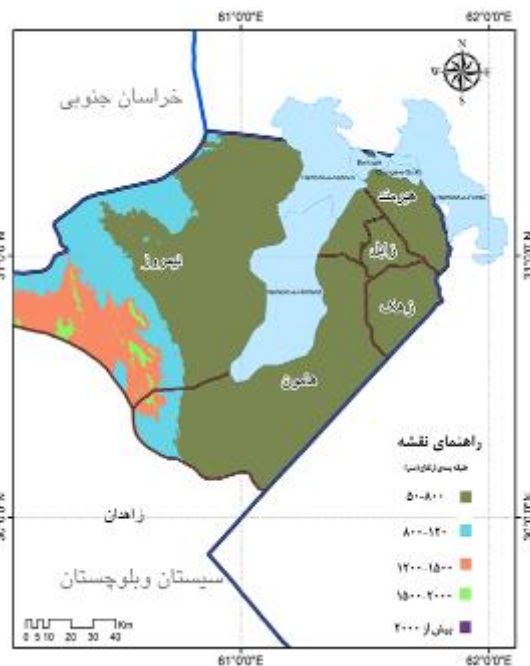 61°0'0"E 62°0'0"E
N
W E
S
خراسان جنوبی
هیرمند
زابل
نیمروز
زهک
هامون
راهنمای نقشه
۵۰-۸۰۰
۸۰۰-۱۲۰
۱۲۰۰-۱۵۰۰
۱۵۰۰-۲۰۰۰
بیش از ۲۰۰۰
زاهدان
سیستان وبلوچستان
0 5 10 20 30 40 Km
61°0'0"E 62°0'0"E